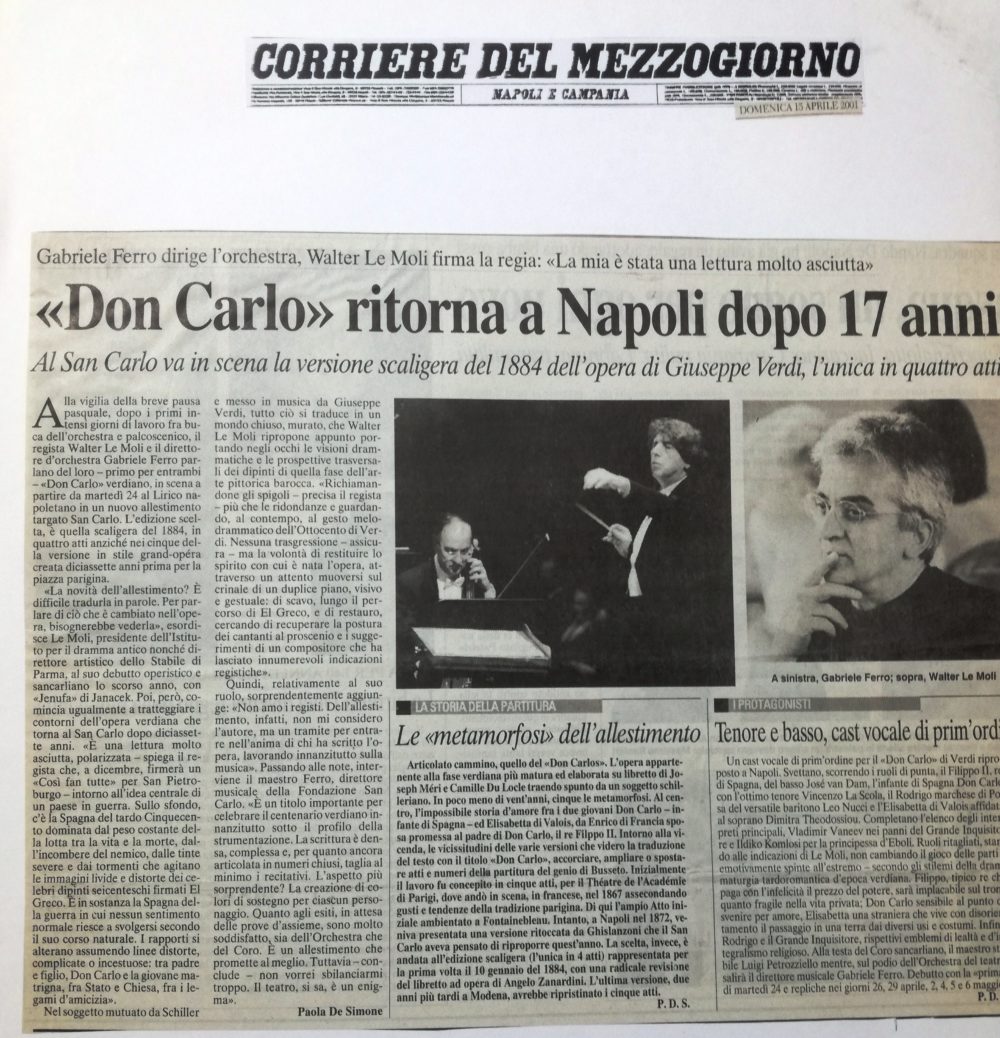 CORRIERE DEL MEZZOGIORNO
NAPOLI E CAMPANIA
DOMENICA 15 APRILE 2001
Gabriele Ferro dirige l'orchestra, Walter Le Moli firma la regia: «La mia è stata una lettura molto asciutta»
«Don Carlo» ritorna a Napoli dopo 17 anni
Al San Carlo va in scena la versione scaligera del 1884 dell'opera di Giuseppe Verdi, l'unica in quattro atti
Alla vigilia della breve pausa
pasquale, dopo i primi in-
tensi giorni di lavoro fra bu-
ca dell'orchestra e palcoscenico, il
regista Walter Le Moli e il diretto-
re d'orchestra Gabriele Ferro par-
lano del loro – primo per entrambi
– «Don Carlo» verdiano, in scena a
partire da martedì 24 al Lirico na-
poletano in un nuovo allestimento
targato San Carlo. L'edizione scel-
ta, è quella scaligera del 1884, in
quattro atti anziché nei cinque del-
la versione in stile grand-opéra
creata diciassette anni prima per la
piazza parigina.
«La novità dell'allestimento? È
difficile tradurla in parole. Per par-
lare di ciò che è cambiato nell'ope-
ra, bisognerebbe vederla», esordi-
sce Le Moli, presidente dell'Istitu-
to per il dramma antico nonché di-
rettore artistico dello Stabile di
Parma, al suo debutto operistico e
sancarliano lo scorso anno, con
«Jenufa» di Janacek. Poi, però, co-
mincia ugualmente a tratteggiare i
contorni dell'opera verdiana che
torna al San Carlo dopo diciasset-
te anni. «È una lettura molto
asciutta, polarizzata – spiega il re-
gista che, a dicembre, firmerà un
«Così fan tutte» per San Pietro-
burgo – intorno all'idea centrale di
un paese in guerra. Sullo sfondo,
c'è la Spagna del tardo Cinquecen-
to dominata dal peso costante del-
la lotta tra la vita e la morte, dal-
l'incombere del nemico, dalle tinte
severe e dai tormenti che agitano
le immagini livide e distorte dei ce-
lebri dipinti seicenteschi firmati El
Greco. È in sostanza la Spagna del-
la guerra in cui nessun sentimento
normale riesce a svolgersi secondo
il suo corso naturale. I rapporti si
alterano assumendo linee distorte,
complicate o incestuose: tra padre
e figlio, Don Carlo e la giovane ma-
trigna, fra Stato e Chiesa, fra i le-
gami d'amicizia».
Nel soggetto mutuato da Schiller
e messo in musica da Giuseppe
Verdi, tutto ciò si traduce in un
mondo chiuso, murato, che Walter
Le Moli ripropone appunto por-
tando negli occhi le visioni dram-
matiche e le prospettive trasversa-
li dei dipinti di quella fase dell'ar-
te pittorica barocca. «Richiaman-
done gli spigoli – precisa il regista
– più che le ridondanze e guardan-
do, al contempo, al gesto melo-
drammatico dell'Ottocento di Ver-
di. Nessuna trasgressione – assicu-
ra – ma la volontà di restituire lo
spirito con cui è nata l'opera, at-
traverso un attento muoversi sul
crinale di un duplice piano, visivo
e gestuale: di scavo, lungo il per-
corso di El Greco, e di restauro,
cercando di recuperare la postura
dei cantanti al proscenio e i sugge-
rimenti di un compositore che ha
lasciato innumerevoli indicazioni
registiche».
Quindi, relativamente al suo
ruolo, sorprendentemente aggiun-
ge: «Non amo i registi. Dell'allesti-
mento, infatti, non mi considero
l'autore, ma un tramite per entra-
re nell'anima di chi ha scritto l'o-
pera, lavorando innanzitutto sulla
musica». Passando alle note, inter-
viene il maestro Ferro, direttore
musicale della Fondazione San
Carlo. «È un titolo importante per
celebrare il centenario verdiano in-
nanzitutto sotto il profilo della
strumentazione. La scrittura è den-
sa, complessa e, per quanto ancora
articolata in numeri chiusi, taglia al
minimo i recitativi. L'aspetto più
sorprendente? La creazione di co-
lori di sostegno per ciascun perso-
naggio. Quanto agli esiti, in attesa
delle prove d'assieme, sono molto
soddisfatto, sia dell'Orchestra che
del Coro. È un allestimento che
promette al meglio. Tuttavia – con-
clude – non vorrei sbilanciarmi
troppo. Il teatro, si sa, è un enig-
ma».
Paola De Simone
A sinistra, Gabriele Ferro; sopra, Walter Le Moli
LA STORIA DELLA PARTITURA
Le «metamorfosi» dell'allestimento
Articolato cammino, quello del «Don Carlos». L'opera appar-
tenente alla fase verdiana più matura ed elaborata su libretto di Jo-
seph Méri e Camille Du Locle traendo spunto da un soggetto schil-
leriano. In poco meno di vent'anni, cinque le metamorfosi. Al cen-
tro, l'impossibile storia d'amore fra i due giovani Don Carlo – in-
fante di Spagna – ed Elisabetta di Valois, da Enrico di Francia spo-
sa promessa al padre di Don Carlo, il re Filippo II. Intorno alla vi-
cenda, le vicissitudini delle varie versioni che videro la traduzione
del testo con il titolo «Don Carlo», accorciare, ampliare o sposta-
re atti e numeri della partitura del genio di Busseto. Inizialmente
il lavoro fu concepito in cinque atti, per il Théatre de l'Académie
di Parigi, dove andò in scena, in francese, nel 1867 assecondando
gusti e tendenze della tradizione parigina. Di qui l'ampio Atto ini-
ziale ambientato a Fontainebleau. Intanto, a Napoli nel 1872, ve-
niva presentata una versione ritoccata da Ghislanzoni che il San
Carlo aveva pensato di riproporre quest'anno. La scelta, invece, è
andata all'edizione scaligera (l'unica in 4 atti) rappresentata per
la prima volta il 10 gennaio del 1884, con una radicale revisione
del libretto ad opera di Angelo Zanardini. L'ultima versione, due
anni più tardi a Modena, avrebbe ripristinato i cinque atti.
P. D. S.
I PROTAGONISTI
Tenore e basso, cast vocale di prim'ordi
Un cast vocale di prim'ordine per il «Don Carlo» di Verdi ripro-
posto a Napoli. Svettano, scorrendo i ruoli di punta, il Filippo II, re
di Spagna, del basso José van Dam, l'infante di Spagna Don Carlo
con l'ottimo tenore Vincenzo La Scola, il Rodrigo marchese di Po
sa del versatile baritono Leo Nucci e l'Elisabetta di Valois affidat
al soprano Dimitra Theodossiou. Completano l'elenco degli inter
preti principali, Vladimir Vaneev nei panni del Grande Inquisito
re e Ildiko Komlosi per la principessa d'Eboli. Ruoli ritagliati, stan
do alle indicazioni di Le Moli, non cambiando il gioco delle parti
emotivamente spinte all'estremo – secondo gli stilemi della dram
maturgia tardoromantica d'epoca verdiana. Filippo, tipico re ch
paga con l'infelicità il prezzo del potere, sarà implacabile sul tron
quanto fragile nella vita privata; Don Carlo sensibile al punto d
svenire per amore, Elisabetta una straniera che vive con disorien
tamento il passaggio in una terra dai diversi usi e costumi. Infin
Rodrigo e il Grande Inquisitore, rispettivi emblemi di lealtà e d'in
tegralismo religioso. Alla testa del Coro sancarliano, il maestro sta
bile Luigi Petrozziello mentre, sul podio dell'Orchestra del teatr
salirà il direttore musicale Gabriele Ferro. Debutto con la «prim
di martedì 24 e repliche nei giorni 26, 29 aprile, 2, 4, 5 e 6 maggio
P. D.